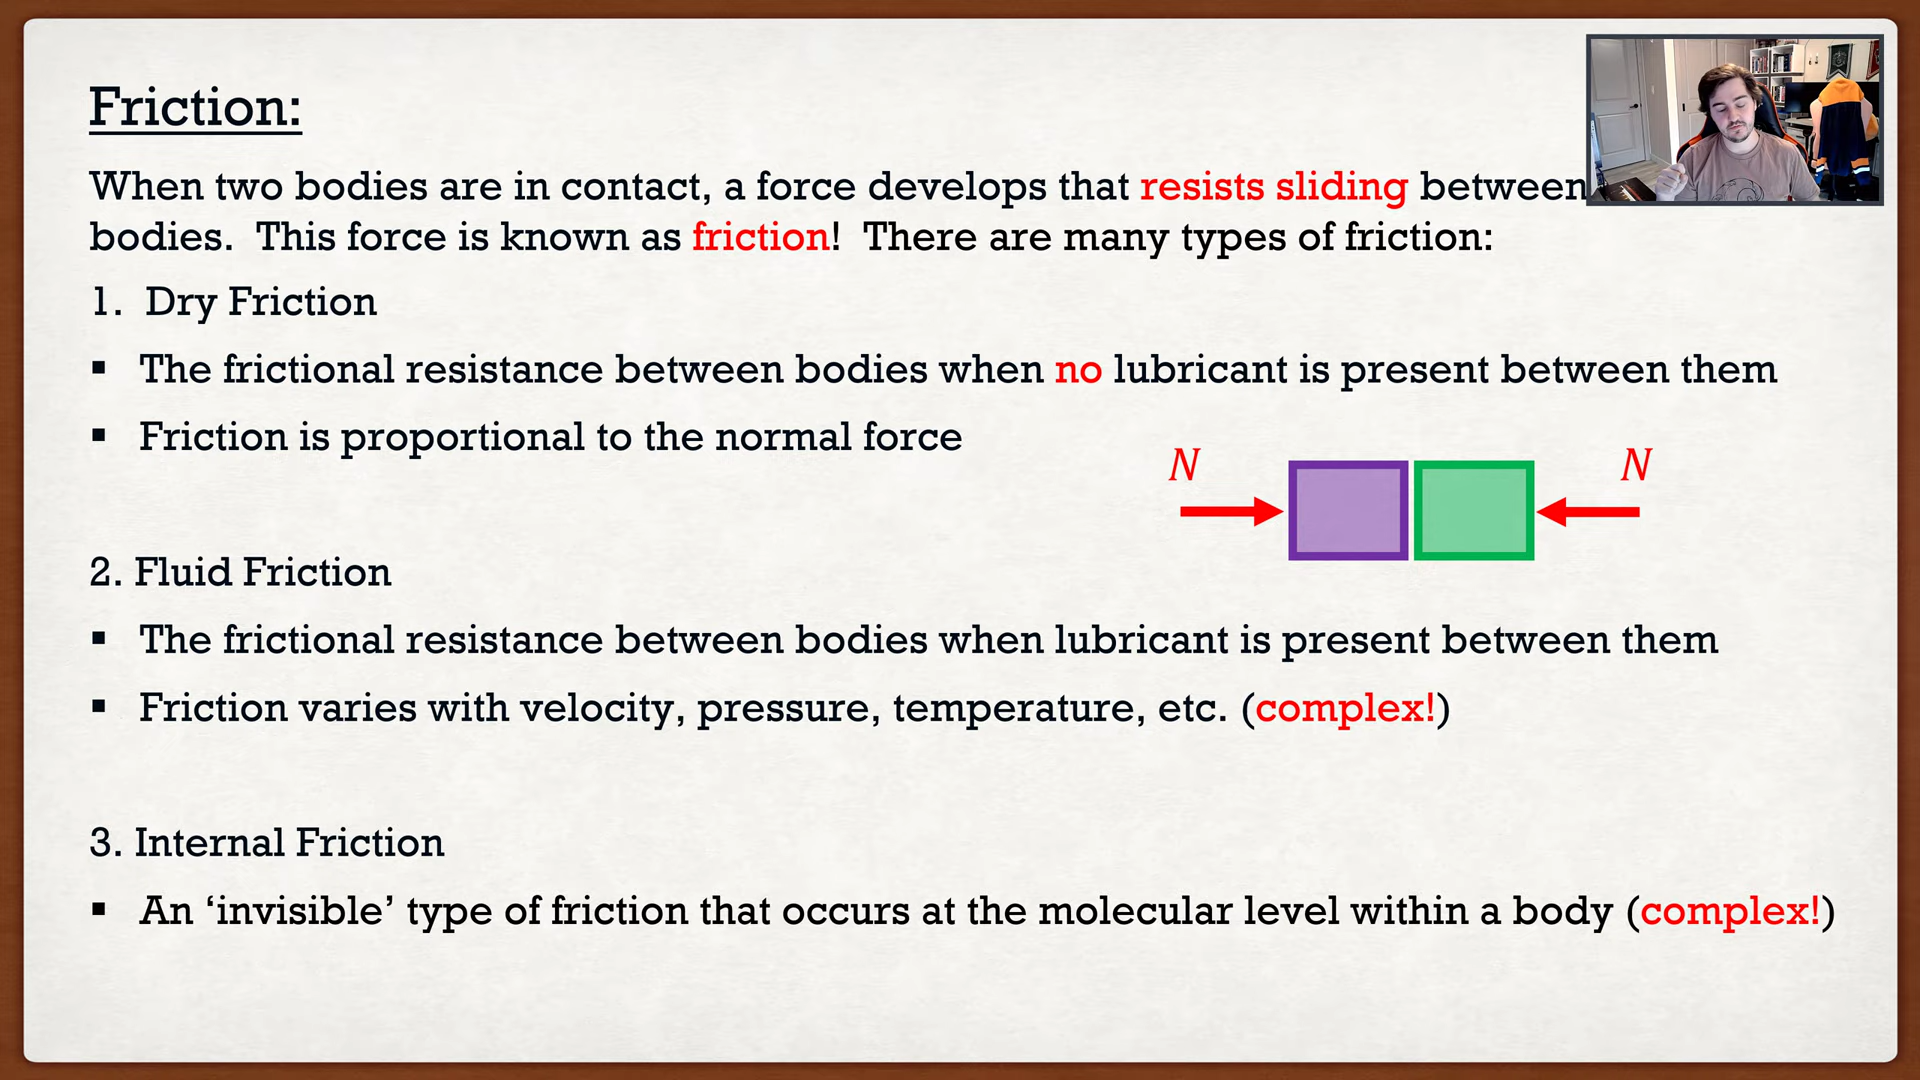 Friction:
When two bodies are in contact, a force develops that resists sliding between
bodies. This force is known as friction! There are many types of friction:
1. Dry Friction
▪ The frictional resistance between bodies when no lubricant is present between them
▪ Friction is proportional to the normal force
N N
2. Fluid Friction
▪ The frictional resistance between bodies when lubricant is present between them
▪ Friction varies with velocity, pressure, temperature, etc. (complex!)
3. Internal Friction
▪ An ‘invisible’ type of friction that occurs at the molecular level within a body (complex!)